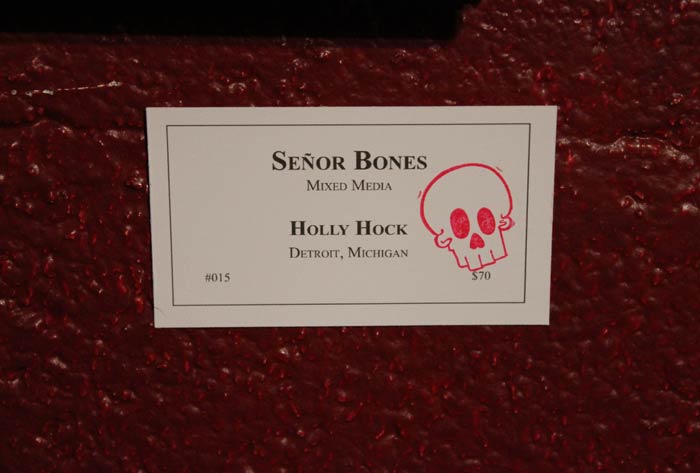 SEÑOR BONES
MIXED MEDIA
HOLLY HOCK
DETROIT, MICHIGAN
#015
$70